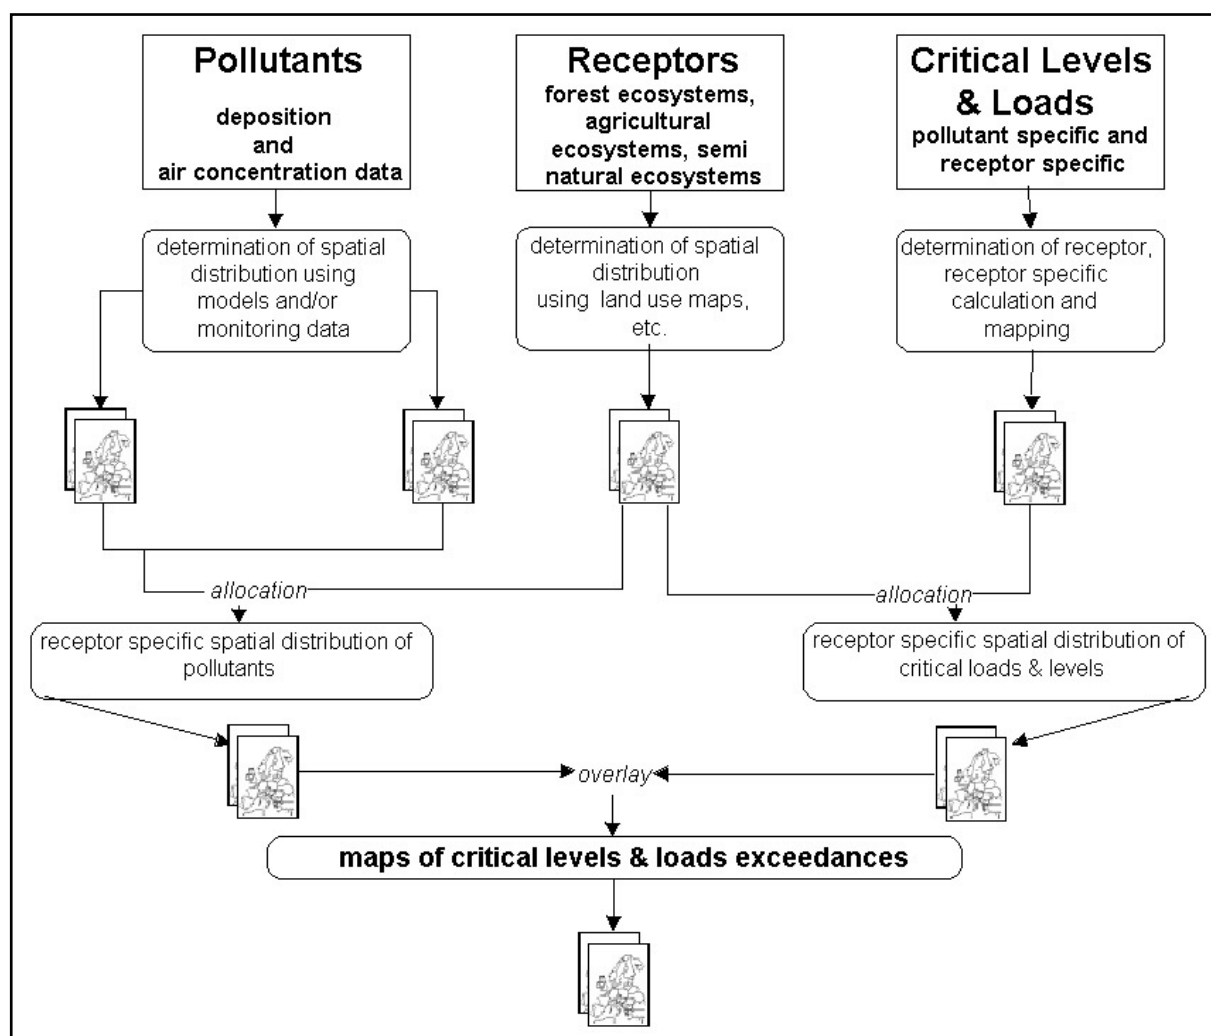 Pollutants
deposition
and
air concentration data
Receptors
forest ecosystems,
agricultural
ecosystems, semi
natural ecosystems
Critical Levels
& Loads
pollutant specific and
receptor specific
determination of spatial
distribution using
models and/or
monitoring data
determination of spatial
distribution
using land use maps,
etc.
determination of receptor,
receptor specific
calculation and
mapping
allocation
allocation
receptor specific spatial distribution of
pollutants
receptor specific spatial distribution of
critical loads & levels
overlay
maps of critical levels & loads exceedances